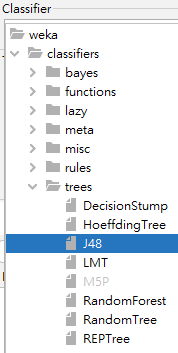 Classifier
weka
classifiers
bayes
functions
lazy
meta
misc
rules
trees
DecisionStump
HoeffdingTree
J48
LMT
M5P
RandomForest
RandomTree
REPTree